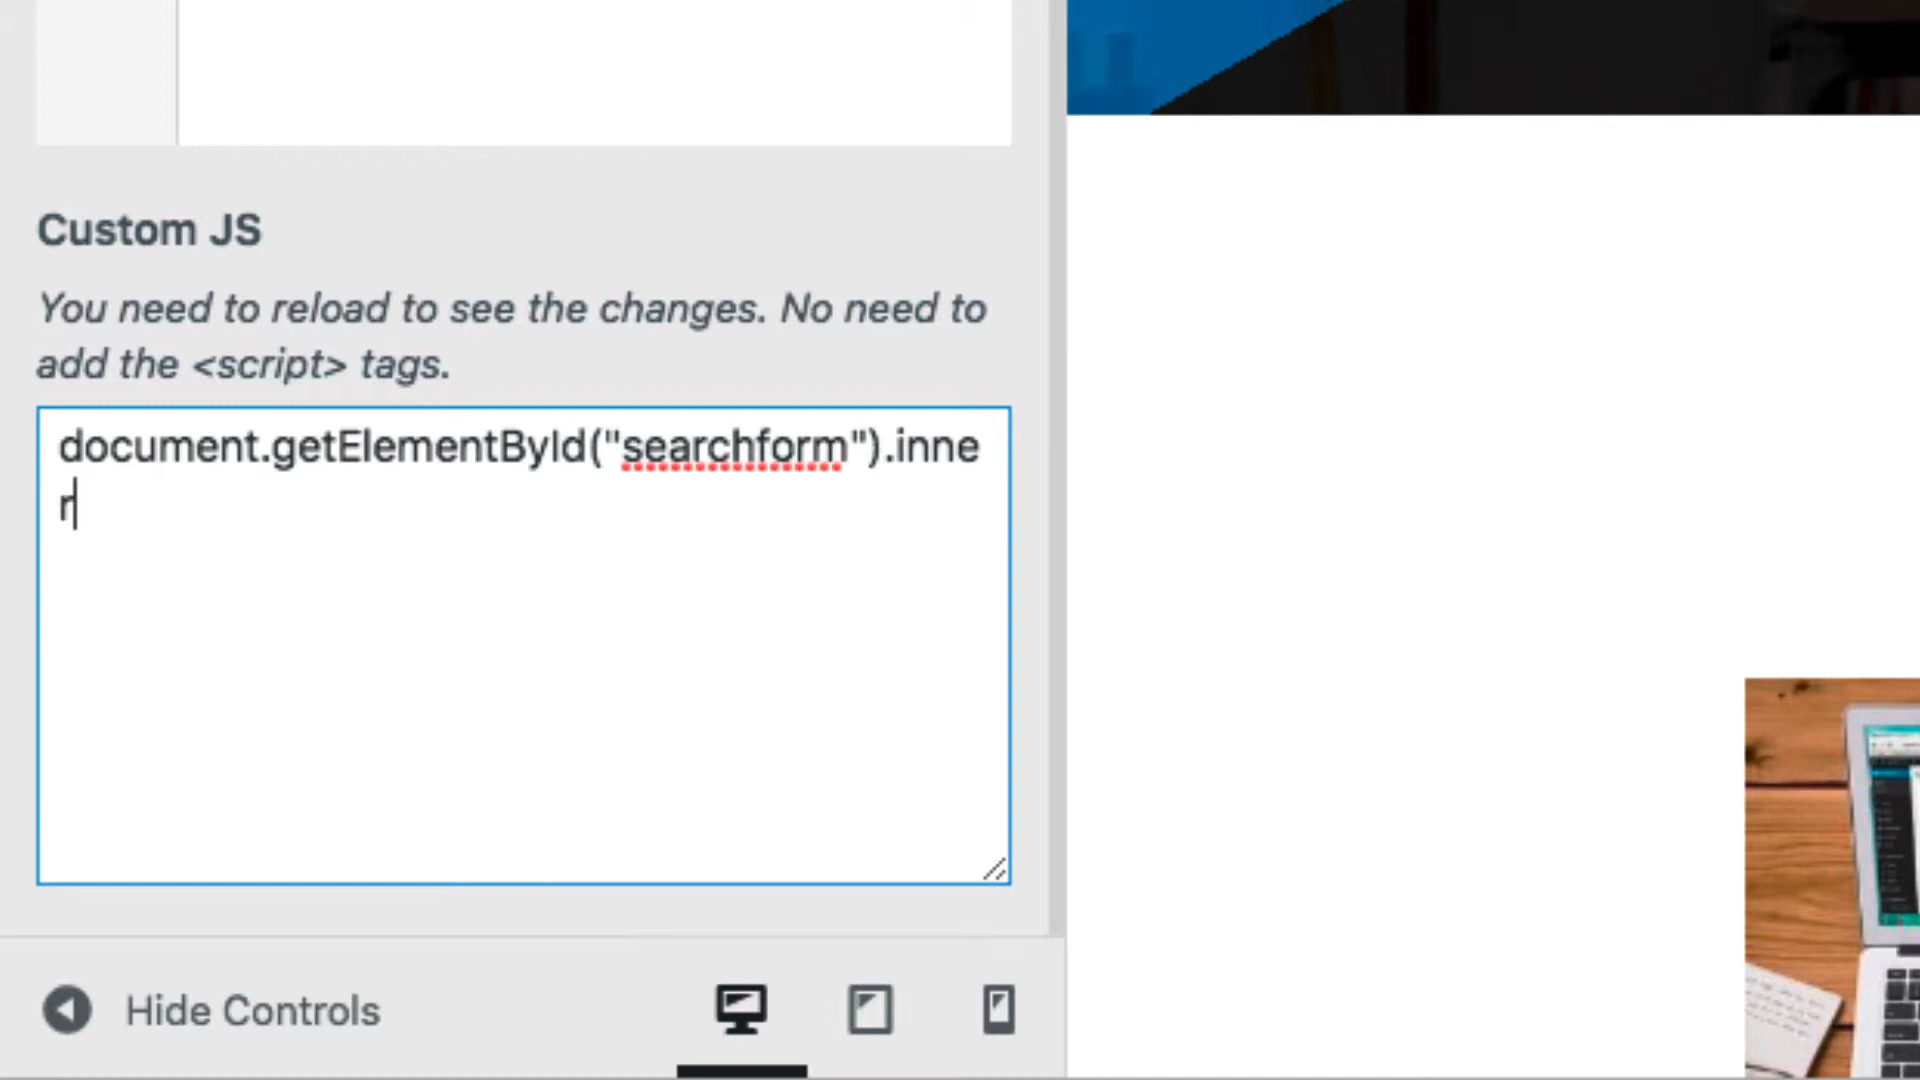 Custom JS
You need to reload to see the changes. No need to
add the <script> tags.
document.getElementById("searchform").inne
r
Hide Controls